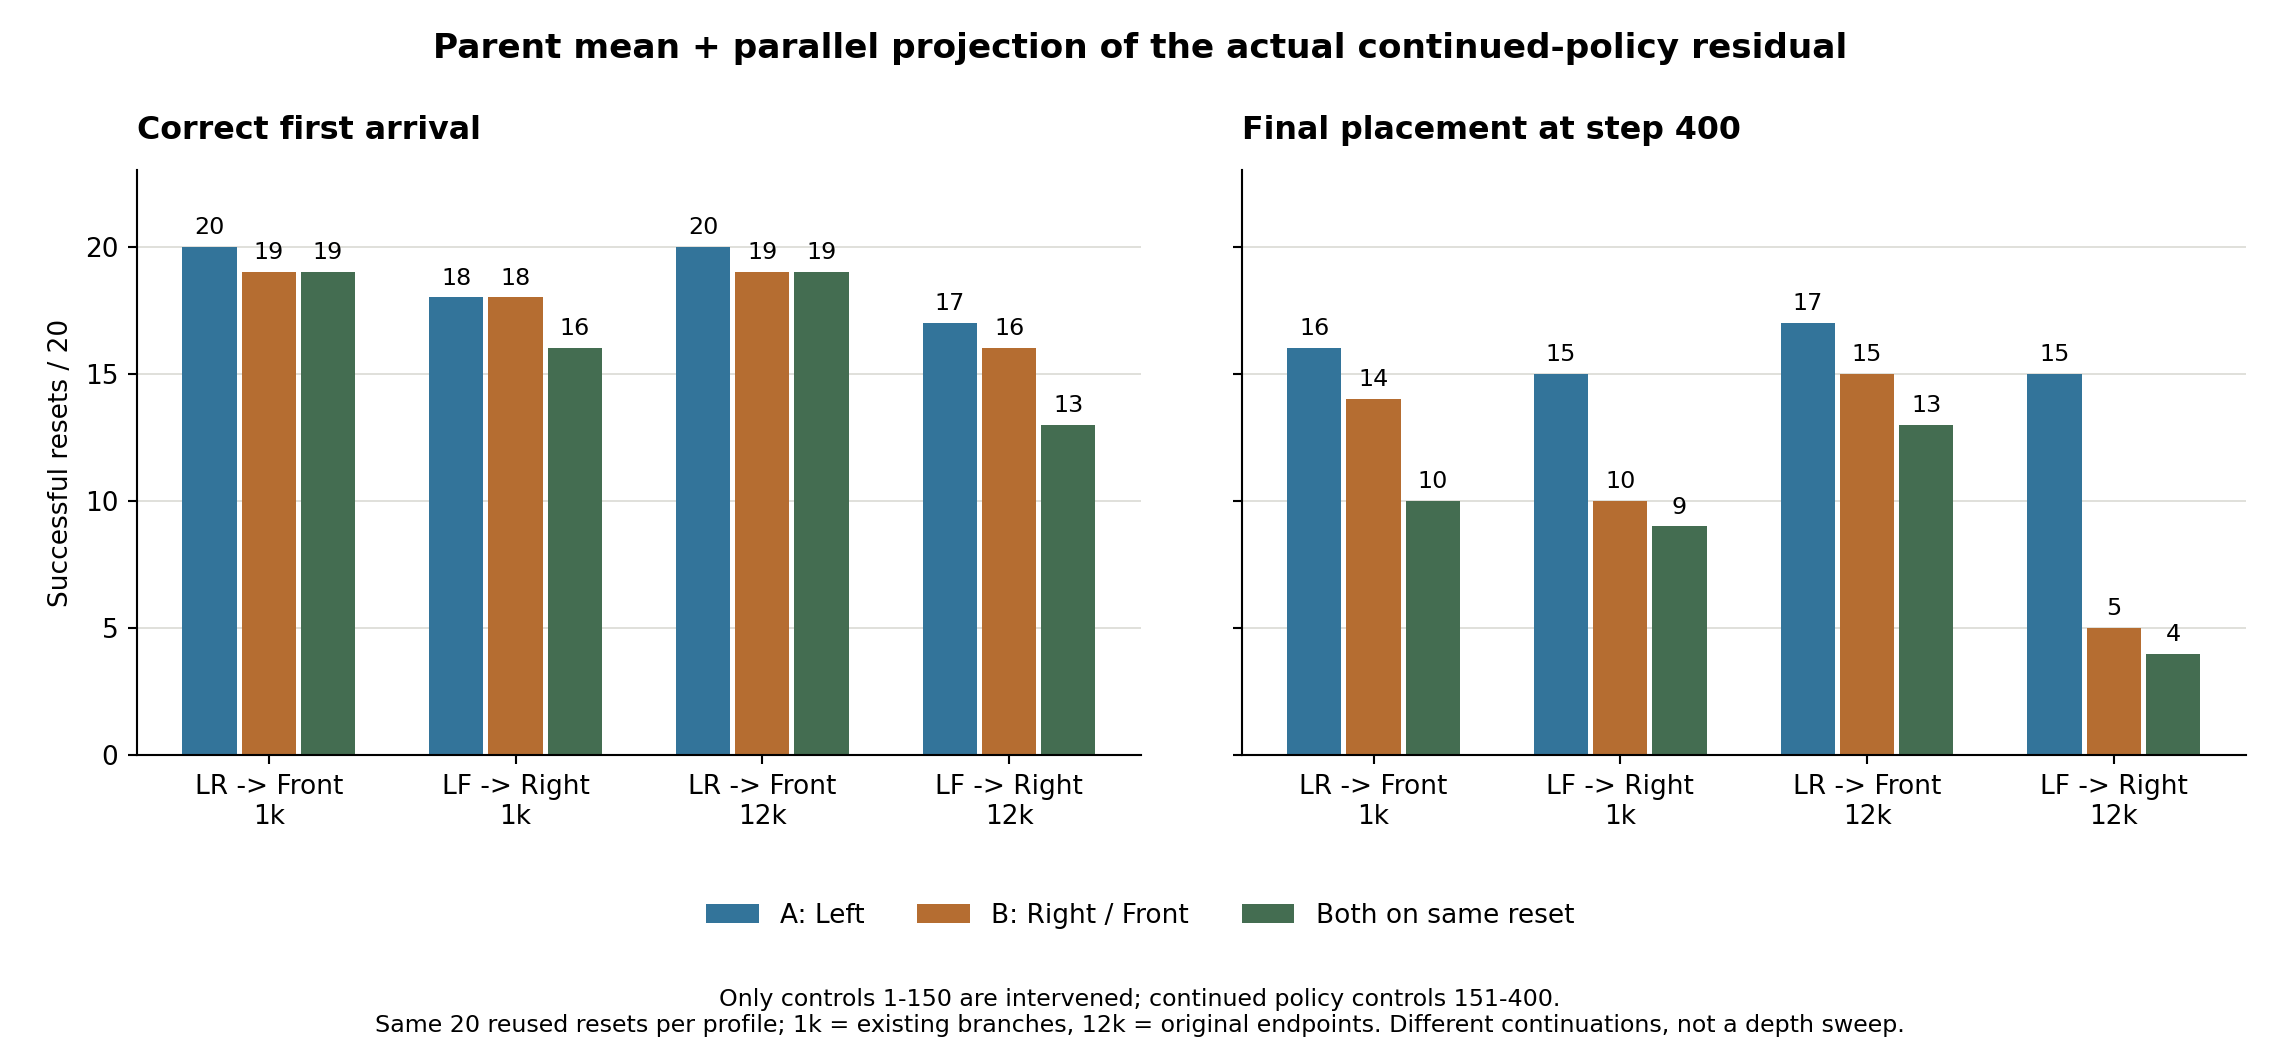 Parent mean + parallel projection of the actual continued-policy residual
Correct first arrival
Successful resets / 20
20
15
10
5
0
20
19
19
18
18
16
20
19
19
17
16
13
LR -> Front
1k
LF -> Right
1k
LR -> Front
12k
LF -> Right
12k
Final placement at step 400
16
14
10
15
10
9
17
15
13
15
5
4
LR -> Front
1k
LF -> Right
1k
LR -> Front
12k
LF -> Right
12k
A: Left
B: Right / Front
Both on same reset
Only controls 1-150 are intervened; continued policy controls 151-400.
Same 20 reused resets per profile; 1k = existing branches, 12k = original endpoints. Different continuations, not a depth sweep.